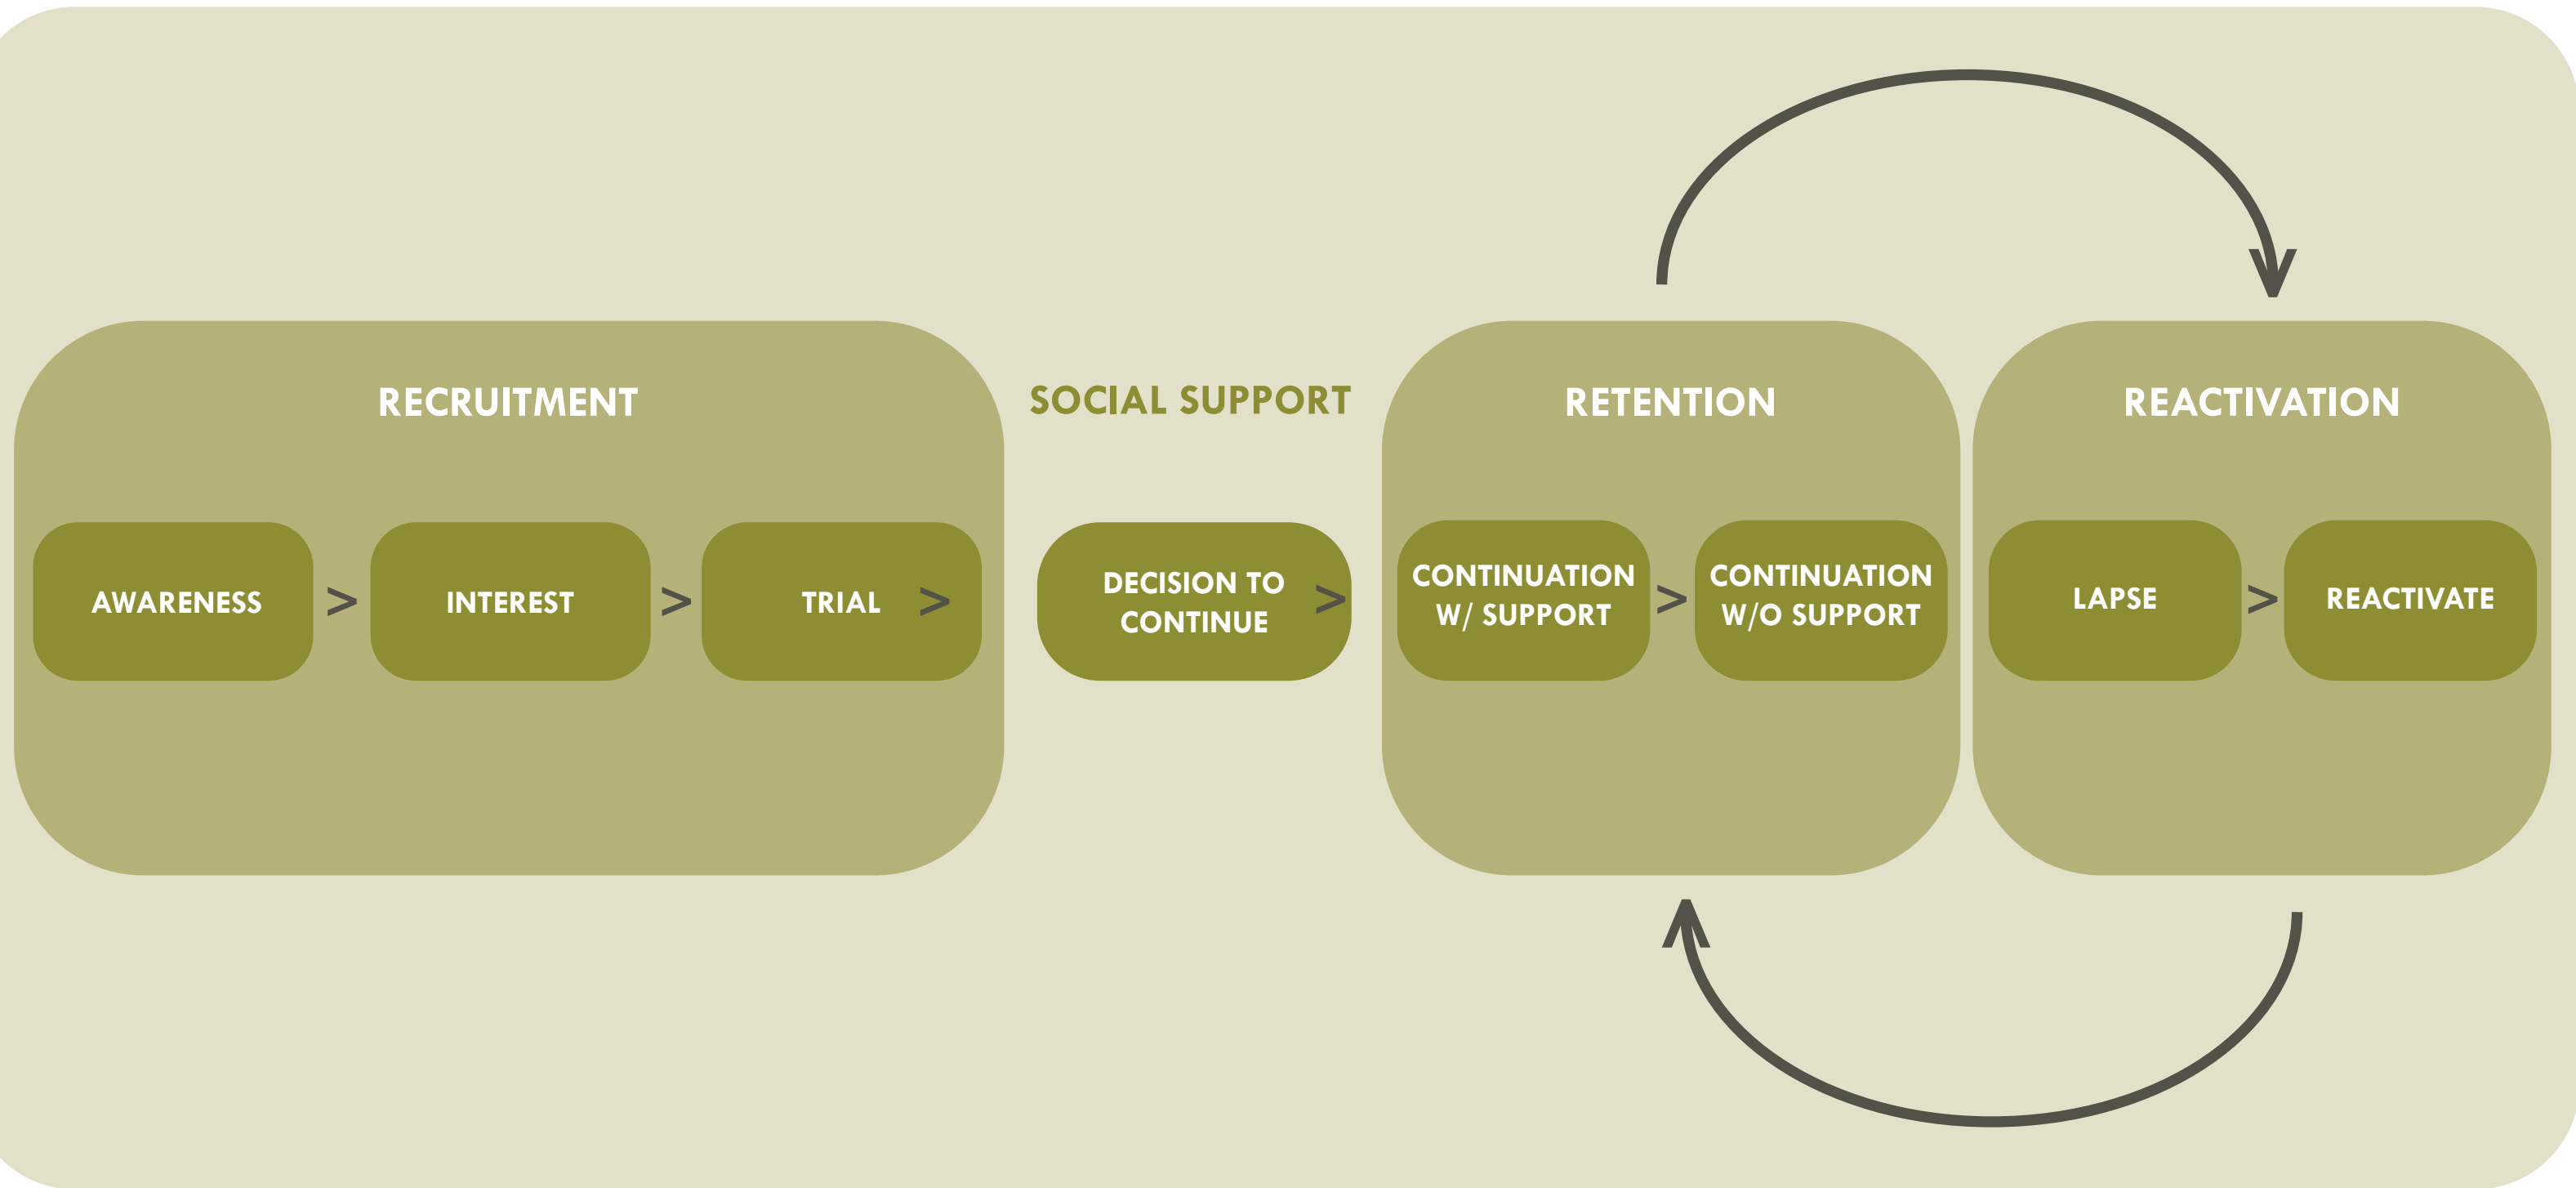 RECRUITMENT
AWARENESS > INTEREST > TRIAL >
SOCIAL SUPPORT
DECISION TO
CONTINUE >
RETENTION
CONTINUATION
W/ SUPPORT
>
CONTINUATION
W/O SUPPORT
REACTIVATION
LAPSE > REACTIVATE